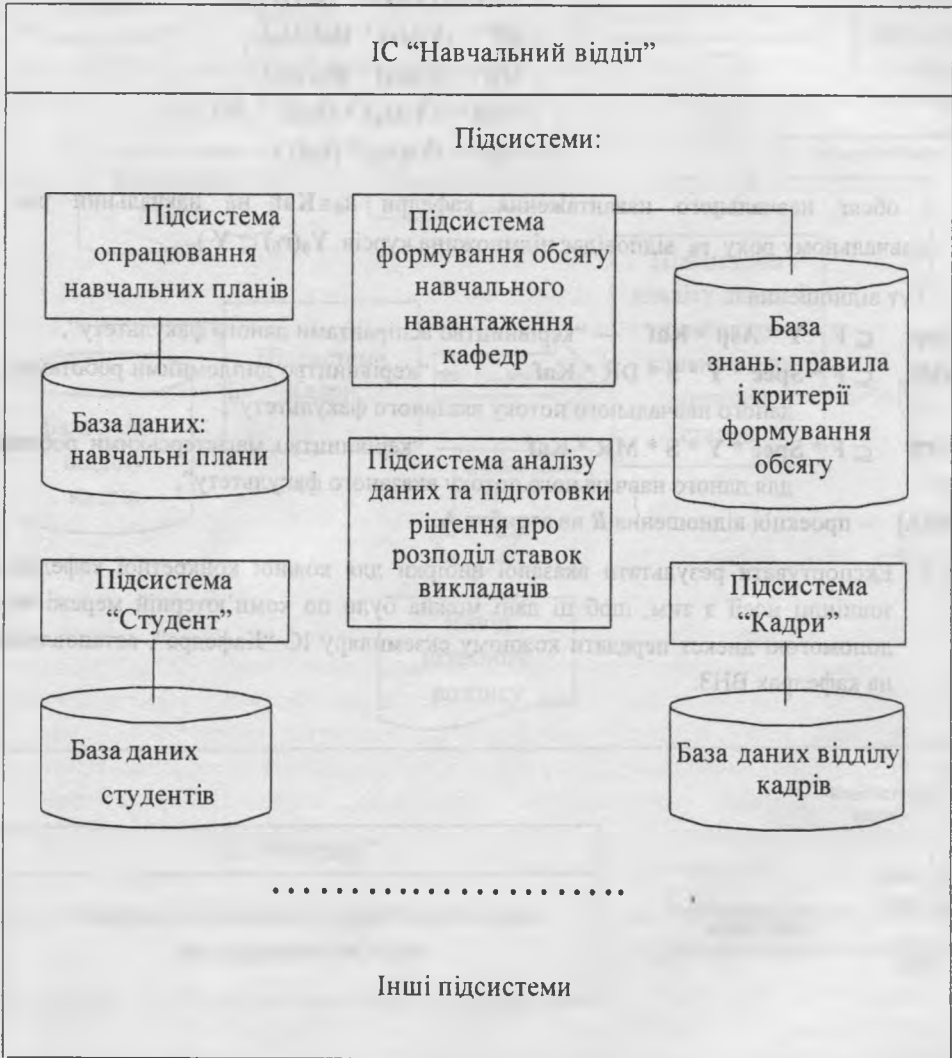 ІС “Навчальний відділ”
Підсистеми:
Підсистема
опрацювання
навчальних планів
База даних:
навчальні плани
Підсистема
формування обсягу
навчального
навантаження
кафедр
База
знань: правила
і критерії
формування
обсягу
Підсистема аналізу
даних та підготовки
рішення про
розподіл ставок
викладачів
Підсистема
“Студент”
База даних
студентів
Підсистема
“Кадри”
База даних відділу
кадрів
Інші підсистеми